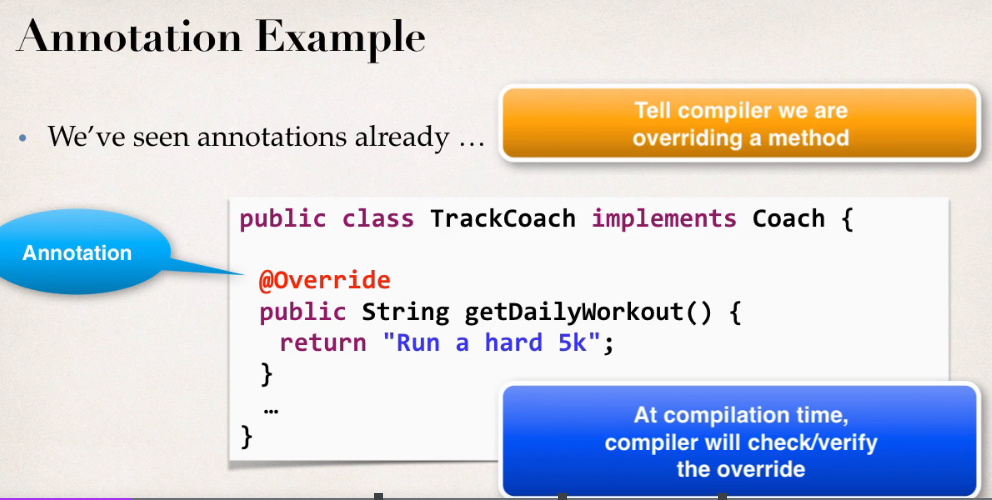 Annotation Example
• We’ve seen annotations already …
Tell compiler we are
overriding a method
Annotation
public class TrackCoach implements Coach {
@Override
public String getDailyWorkout() {
return "Run a hard 5k";
}
…
}
At compilation time,
compiler will check/verify
the override